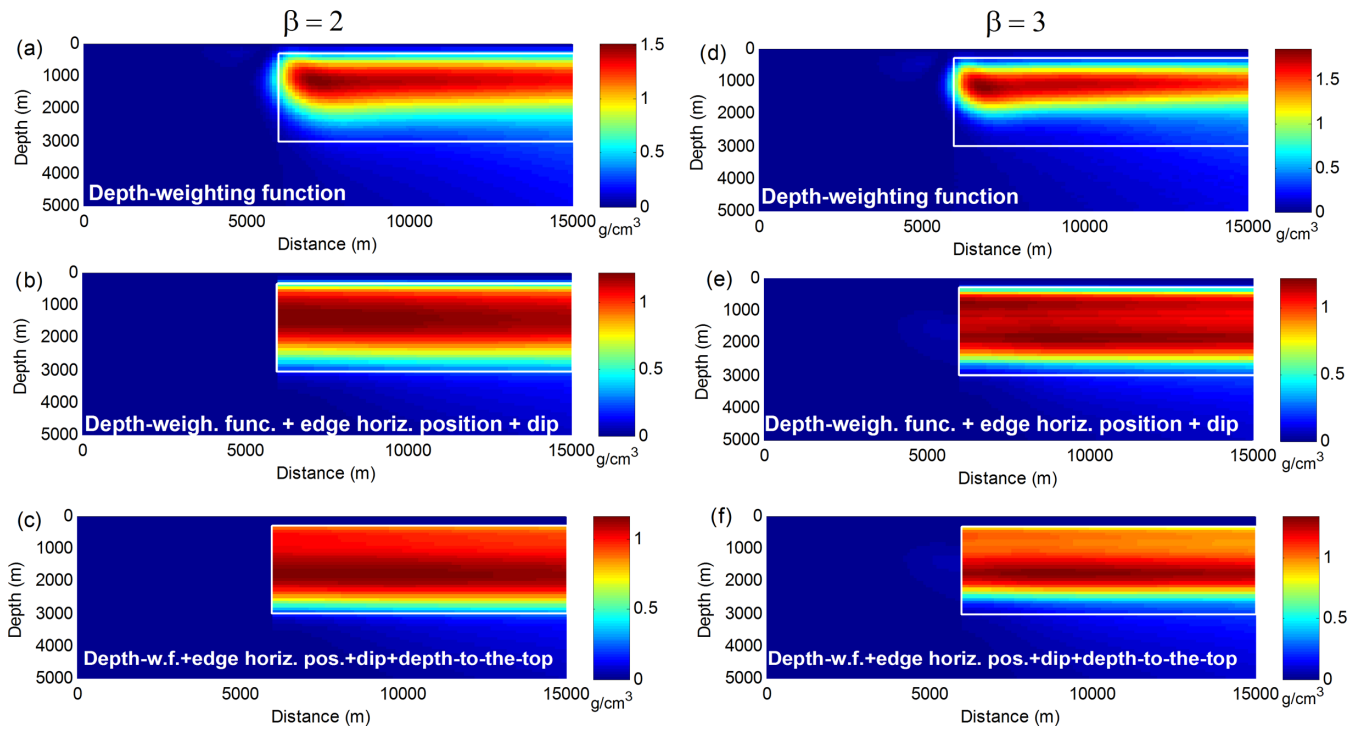 β = 2
(a)
0
1000
2000
3000
4000
5000
Depth (m)
Depth-weighting function
0 5000 10000 15000
Distance (m)
1.5
1
0.5
0
g/cm3
(b)
0
1000
2000
3000
4000
5000
Depth (m)
Depth-weigh. func. + edge horiz. position + dip
0 5000 10000 15000
Distance (m)
1
0.5
0
g/cm3
(c)
0
1000
2000
3000
4000
5000
Depth (m)
Depth-w.f.+edge horiz. pos.+dip+depth-to-the-top
0 5000 10000 15000
Distance (m)
1
0.5
0
g/cm3
β = 3
(d)
0
1000
2000
3000
4000
5000
Depth (m)
Depth-weighting function
0 5000 10000 15000
Distance (m)
1.5
1
0.5
0
g/cm3
(e)
0
1000
2000
3000
4000
5000
Depth (m)
Depth-weigh. func. + edge horiz. position + dip
0 5000 10000 15000
Distance (m)
1
0.5
0
g/cm3
(f)
0
1000
2000
3000
4000
5000
Depth (m)
Depth-w.f.+edge horiz. pos.+dip+depth-to-the-top
0 5000 10000 15000
Distance (m)
1
0.5
0
g/cm3